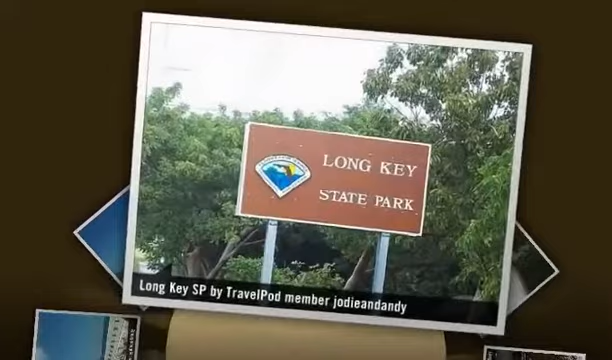 LONG KEY
STATE PARK
Long Key SP by TravelPod member jodieandandy